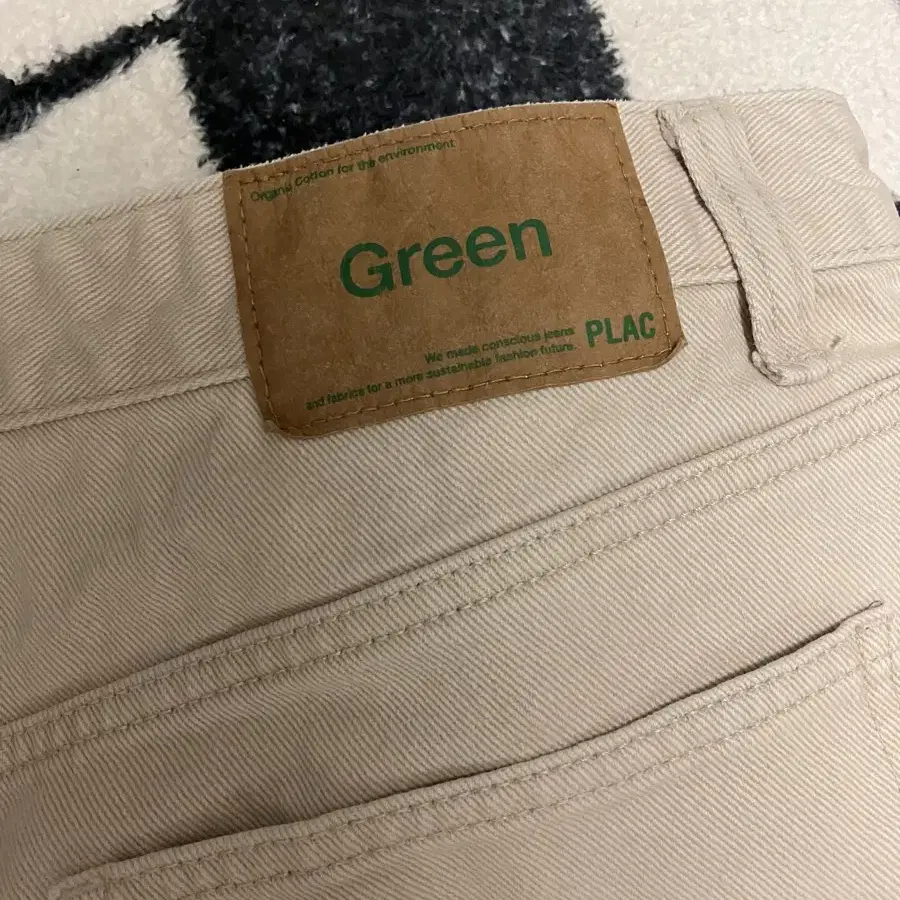 Organic Cotton for the environment
Green
We made conscious jeans
and fabrics for a more sustainable fashion future.
PLAC